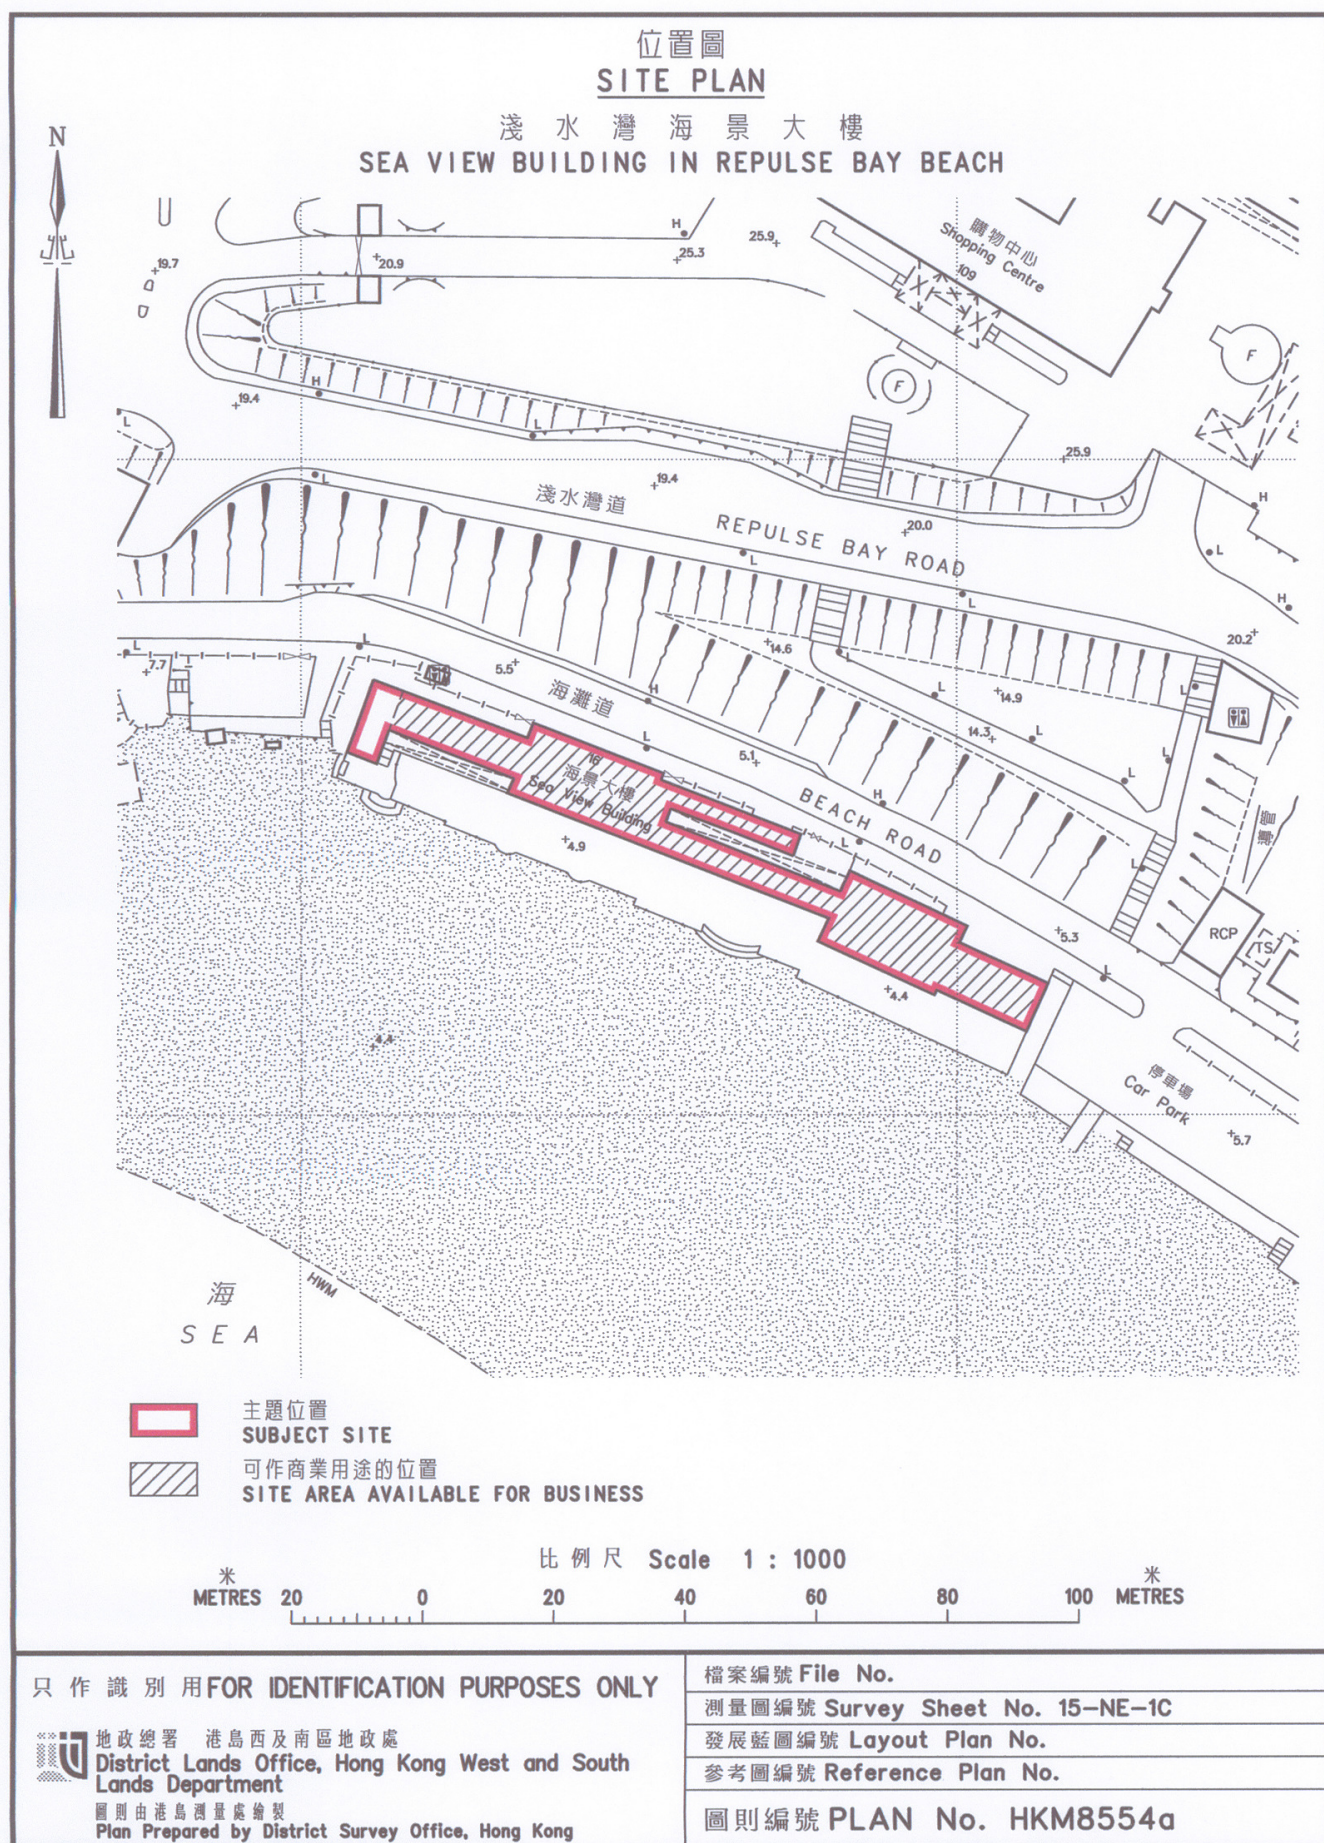 位置圖
SITE PLAN
淺水灣海景大樓
SEA VIEW BUILDING IN REPULSE BAY BEACH
N
H
25.3
25.9
購物中心
Shopping Centre
109
19.7
20.9
F
F
H
19.4
L
L
25.9
H
L
19.4
淺水灣道
REPULSE BAY ROAD
20.0
L
L
L
H
20.2
L
7.7
L
5.5
海灘道
H
14.6
L
L
14.9
L
14.3
L
L
L
5.1
L
16
海景大樓
Sea View Building
BEACH ROAD
H
L
4.9
L
導管
RCP
TS
5.3
L
4.4
4.4
停車場
Car Park
5.7
HWM
海
SEA
主題位置
SUBJECT SITE
可作商業用途的位置
SITE AREA AVAILABLE FOR BUSINESS
比例尺 Scale 1 : 1000
米 米
METRES 20 0 20 40 60 80 100 METRES
只作識別用 FOR IDENTIFICATION PURPOSES ONLY
地政總署 港島西及南區地政處
District Lands Office, Hong Kong West and South
Lands Department
圖則由港島測量處繪製
Plan Prepared by District Survey Office, Hong Kong
檔案編號 File No.
測量圖編號 Survey Sheet No. 15-NE-1C
發展藍圖編號 Layout Plan No.
參考圖編號 Reference Plan No.
圖則編號 PLAN No. HKM8554a